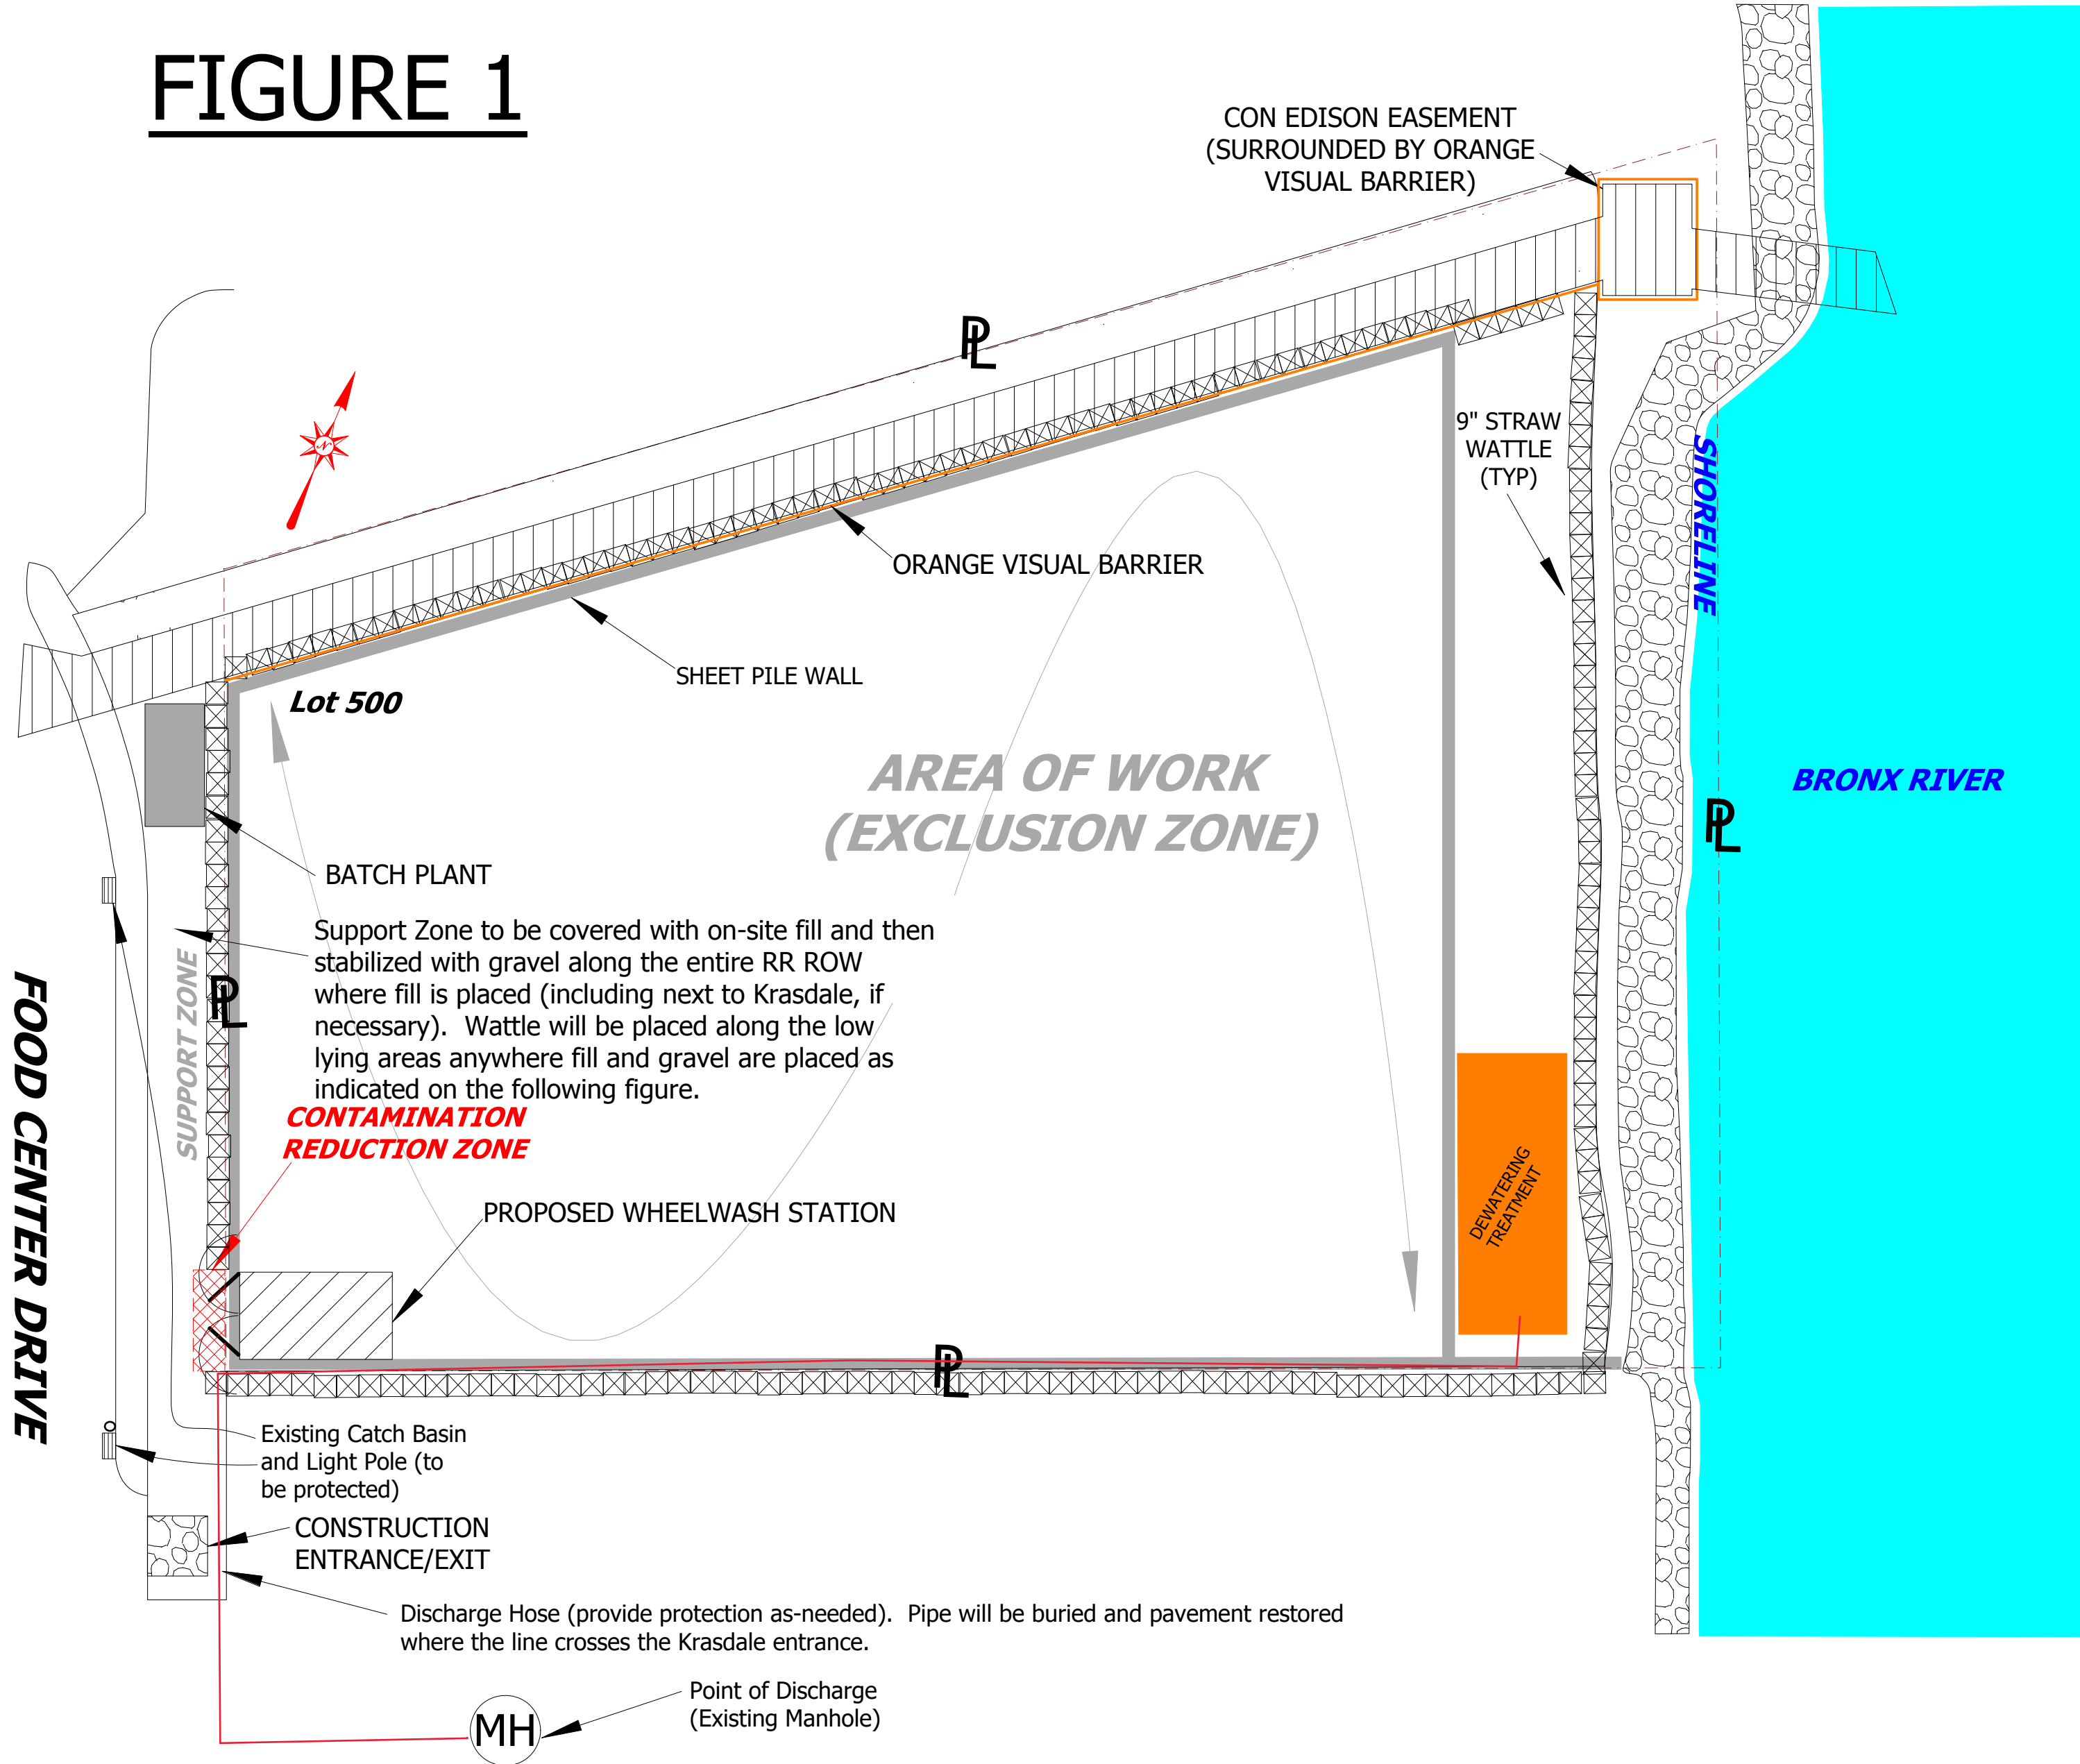 FIGURE 1
CON EDISON EASEMENT
(SURROUNDED BY ORANGE
VISUAL BARRIER)
PL
N
9" STRAW
WATTLE
(TYP)
SHORELINE
ORANGE VISUAL BARRIER
SHEET PILE WALL
Lot 500
AREA OF WORK
(EXCLUSION ZONE)
BRONX RIVER
PL
BATCH PLANT
Support Zone to be covered with on-site fill and then
stabilized with gravel along the entire RR ROW
where fill is placed (including next to Krasdale, if
necessary).  Wattle will be placed along the low
lying areas anywhere fill and gravel are placed as
indicated on the following figure.
SUPPORT ZONE
PL
FOOD CENTER DRIVE
CONTAMINATION
REDUCTION ZONE
PROPOSED WHEELWASH STATION
DEWATERING
TREATMENT
PL
Existing Catch Basin
and Light Pole (to
be protected)
CONSTRUCTION
ENTRANCE/EXIT
Discharge Hose (provide protection as-needed).  Pipe will be buried and pavement restored
where the line crosses the Krasdale entrance.
Point of Discharge
(Existing Manhole)
MH